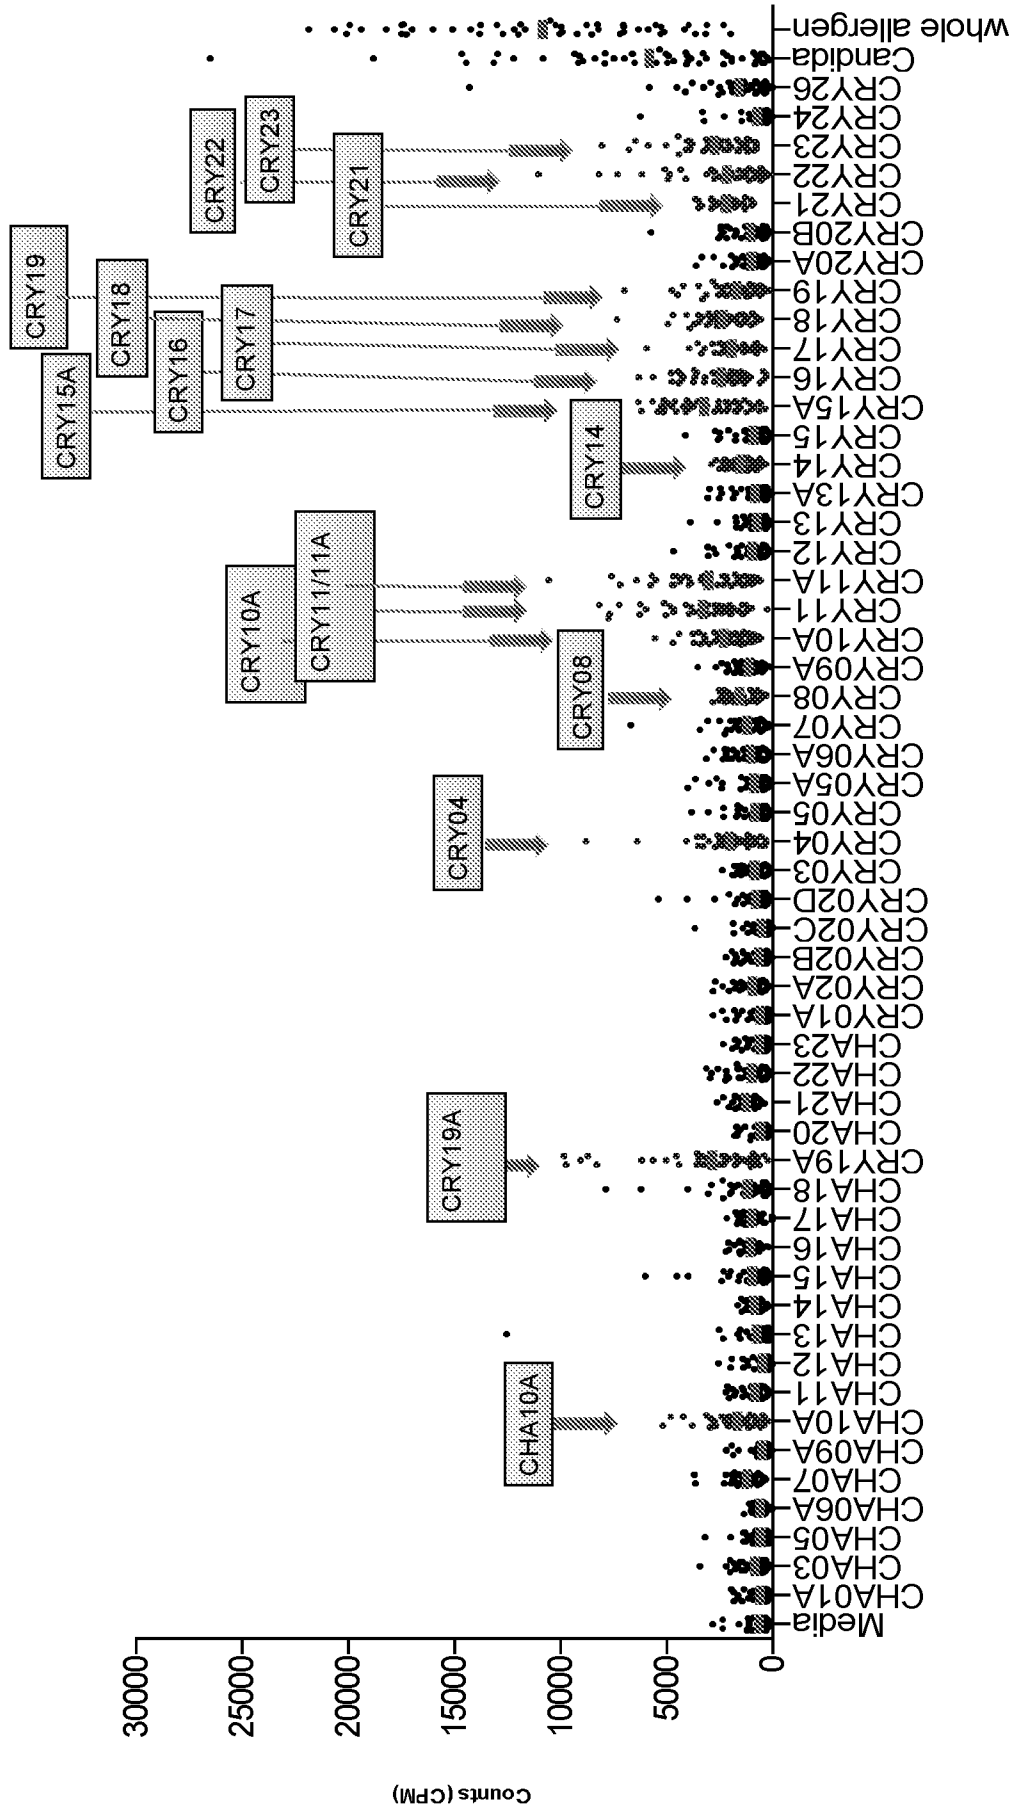 Counts (CPM)
30000
25000
20000
15000
10000
5000
0
CHA10A
CRY19A
CRY04
CRY08
CRY10A
CRY11/11A
CRY14
CRY15A
CRY16
CRY17
CRY18
CRY19
CRY21
CRY22
CRY23
Media
CHA01A
CHA03
CHA05
CHA06A
CHA07
CHA09A
CHA10A
CHA11
CHA12
CHA13
CHA14
CHA15
CHA16
CHA17
CHA18
CRY19A
CHA20
CHA21
CHA22
CHA23
CRY01A
CRY02A
CRY02B
CRY02C
CRY02D
CRY03
CRY04
CRY05
CRY05A
CRY06A
CRY07
CRY08
CRY09A
CRY10A
CRY11
CRY11A
CRY12
CRY13
CRY13A
CRY14
CRY15
CRY15A
CRY16
CRY17
CRY18
CRY19
CRY20A
CRY20B
CRY21
CRY22
CRY23
CRY24
CRY26
Candida
whole allergen